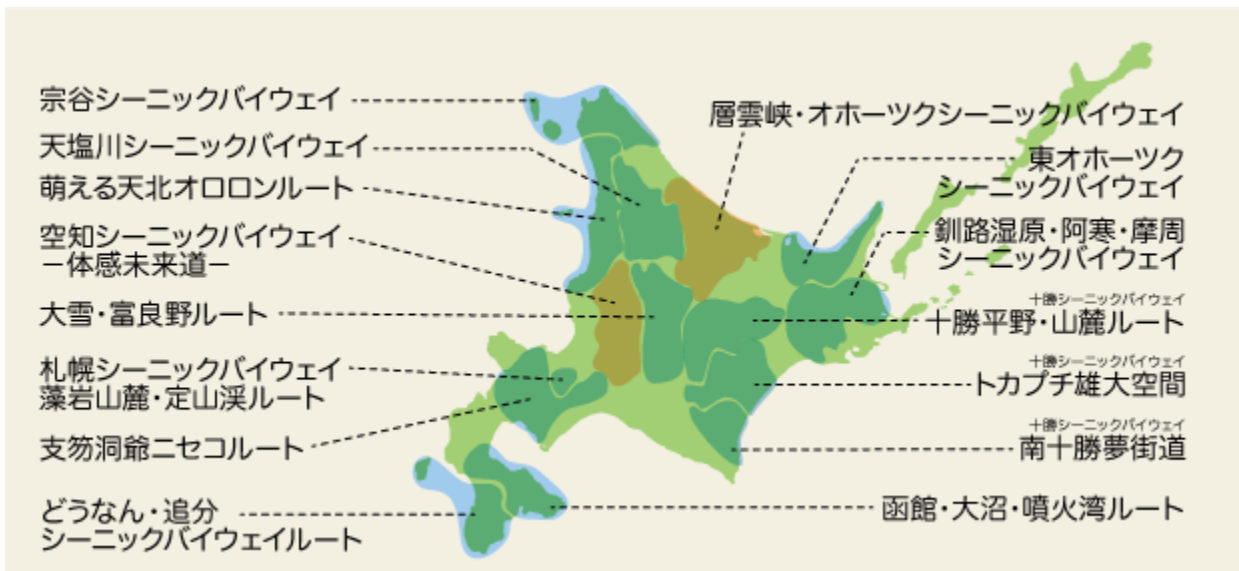 宗谷シーニックバイウェイ
天塩川シーニックバイウェイ
萌える天北オロロンルート
空知シーニックバイウェイ
－体感未来道－
大雪・富良野ルート
札幌シーニックバイウェイ
藻岩山麓・定山渓ルート
支笏洞爺ニセコルート
どうなん・追分
シーニックバイウェイルート
層雲峡・オホーツクシーニックバイウェイ
東オホーツク
シーニックバイウェイ
釧路湿原・阿寒・摩周
シーニックバイウェイ
十勝シーニックバイウェイ
十勝平野・山麓ルート
十勝シーニックバイウェイ
トカプチ雄大空間
十勝シーニックバイウェイ
南十勝夢街道
函館・大沼・噴火湾ルート